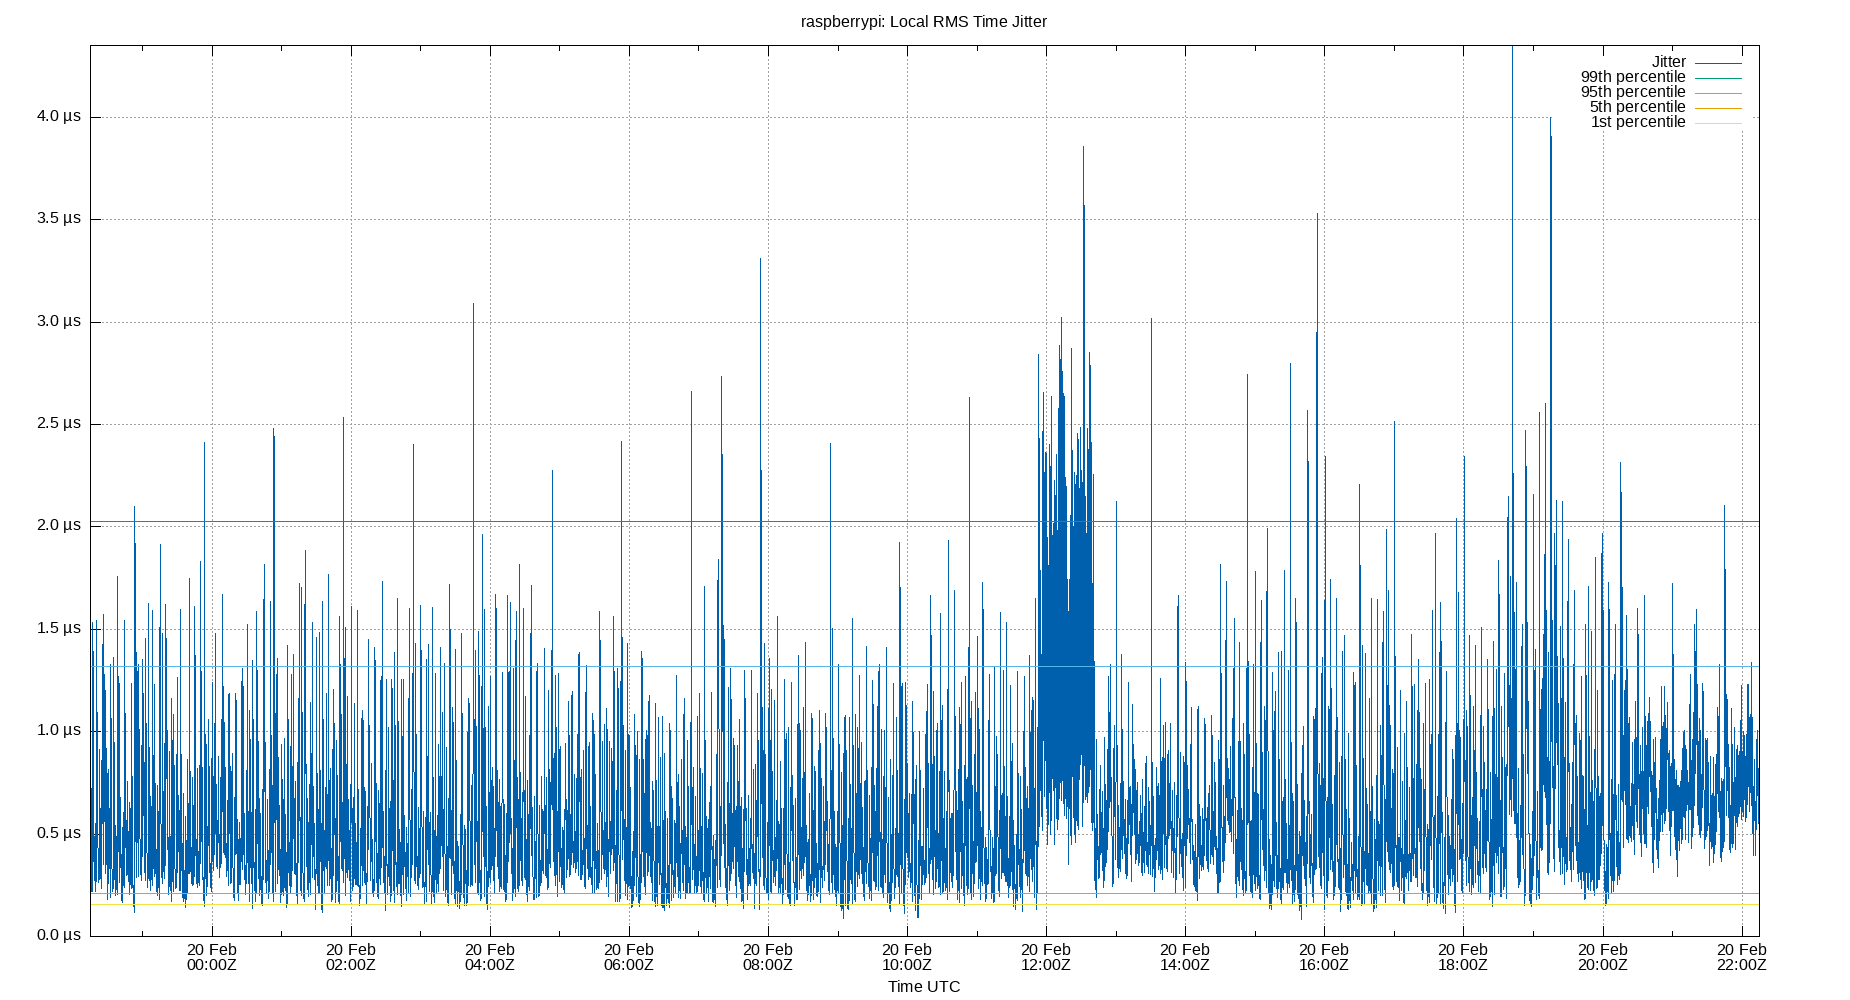 raspberrypi: Local RMS Time Jitter
Jitter
99th percentile
95th percentile
5th percentile
1st percentile
4.0 µs
3.5 µs
3.0 µs
2.5 µs
2.0 µs
1.5 µs
1.0 µs
0.5 µs
0.0 µs
20 Feb 20 Feb 20 Feb 20 Feb 20 Feb 20 Feb 20 Feb 20 Feb 20 Feb 20 Feb 20 Feb 20 Feb
00:00Z 02:00Z 04:00Z 06:00Z 08:00Z 10:00Z 12:00Z 14:00Z 16:00Z 18:00Z 20:00Z 22:00Z
Time UTC